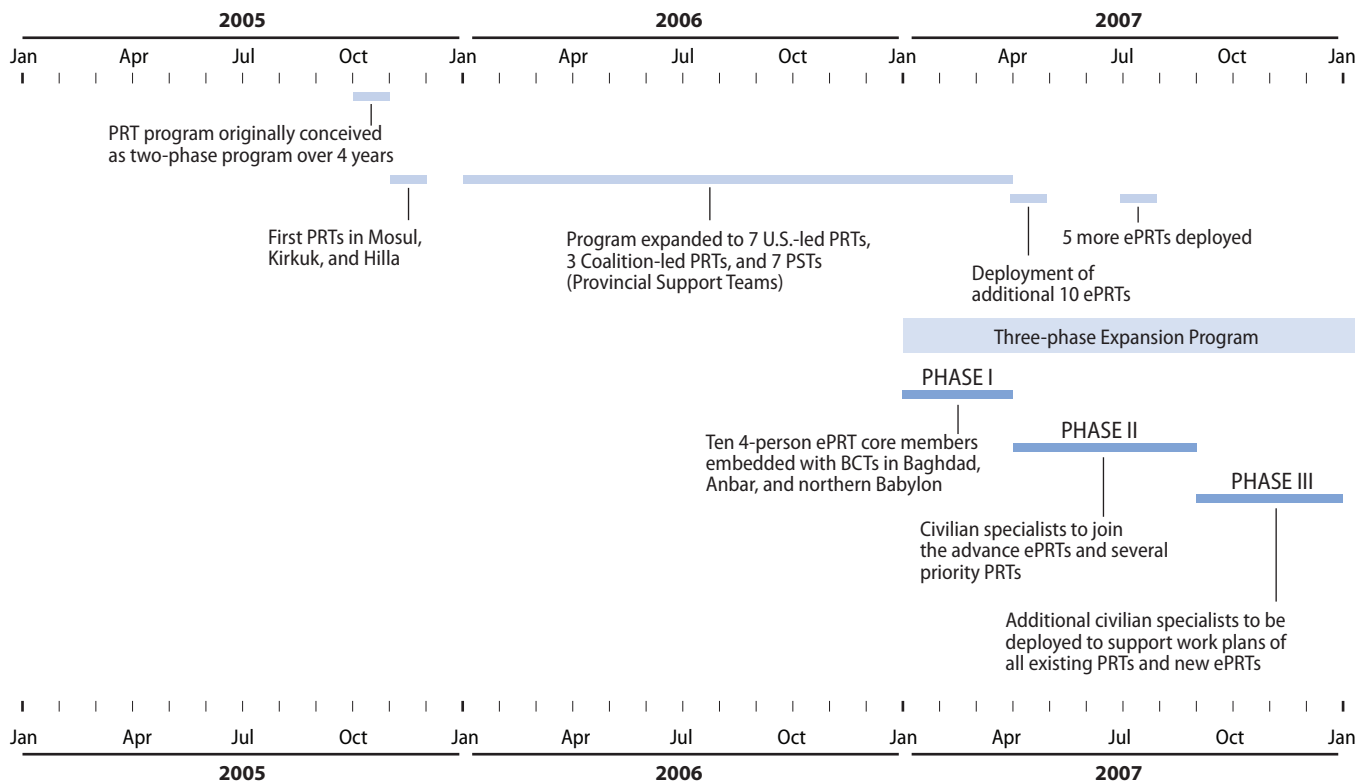 2005 2006 2007
Jan Apr Jul Oct Jan Apr Jul Oct Jan Apr Jul Oct Jan
PRT program originally conceived
as two-phase program over 4 years
First PRTs in Mosul,
Kirkuk, and Hilla
Program expanded to 7 U.S.-led PRTs,
3 Coalition-led PRTs, and 7 PSTs
(Provincial Support Teams)
5 more ePRTs deployed
Deployment of
additional 10 ePRTs
Three-phase Expansion Program
PHASE I
Ten 4-person ePRT core members
embedded with BCTs in Baghdad,
Anbar, and northern Babylon
PHASE II
Civilian specialists to join
the advance ePRTs and several
priority PRTs
PHASE III
Additional civilian specialists to be
deployed to support work plans of
all existing PRTs and new ePRTs
Jan Apr Jul Oct Jan Apr Jul Oct Jan Apr Jul Oct Jan
2005 2006 2007